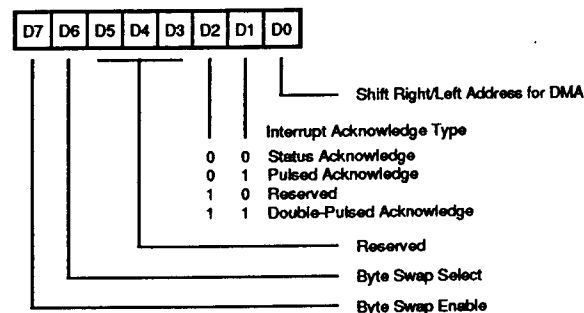 D7 D6 D5 D4 D3 D2 D1 D0
Shift Right/Left Address for DMA
Interrupt Acknowledge Type
0 0 Status Acknowledge
0 1 Pulsed Acknowledge
1 0 Reserved
1 1 Double-Pulsed Acknowledge
Reserved
Byte Swap Select
Byte Swap Enable